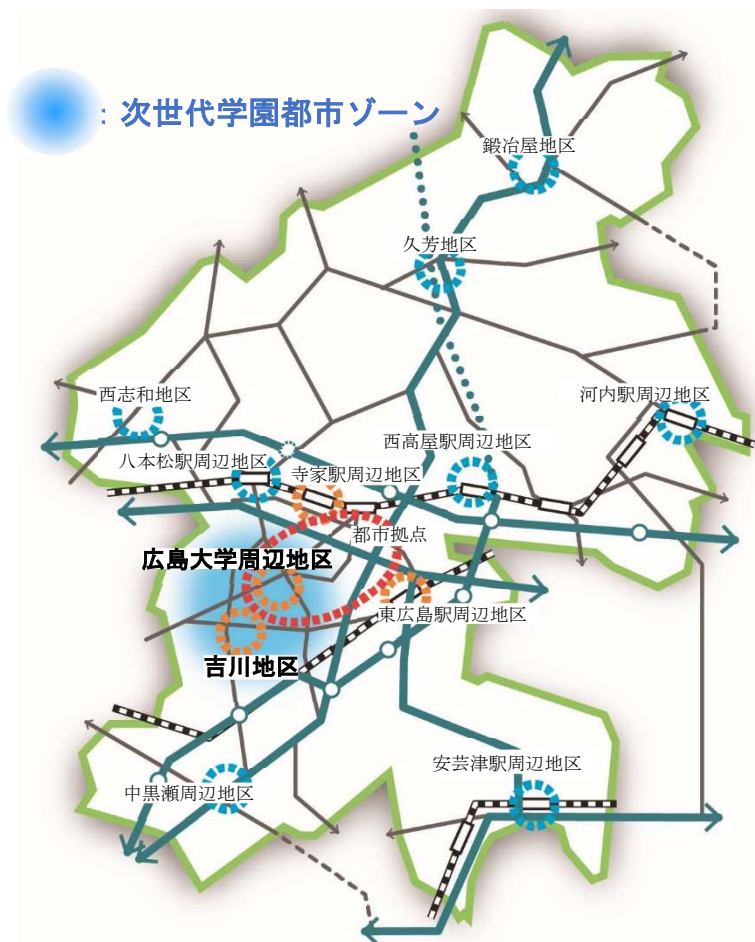 : 次世代学園都市ゾーン
鍛冶屋地区
久芳地区
西志和地区
河内駅周辺地区
西高屋駅周辺地区
八本松駅周辺地区
寺家駅周辺地区
都市拠点
広島大学周辺地区
東広島駅周辺地区
吉川地区
安芸津駅周辺地区
中黒瀬周辺地区